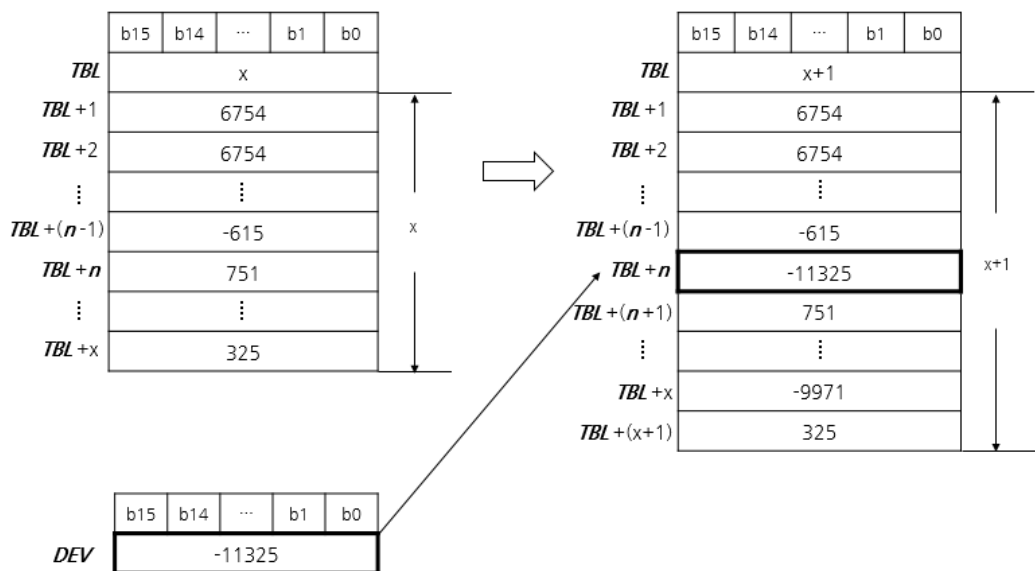 b15 b14 ... b1 b0
TBL x
TBL+1 6754
TBL+2 6754
⋮ ⋮
TBL+(n-1) -615
TBL+n 751
⋮ ⋮
TBL+x 325
x
b15 b14 ... b1 b0
TBL x+1
TBL+1 6754
TBL+2 6754
⋮ ⋮
TBL+(n-1) -615
TBL+n -11325
TBL+(n+1) 751
⋮ ⋮
TBL+x -9971
TBL+(x+1) 325
x+1
b15 b14 ... b1 b0
DEV -11325